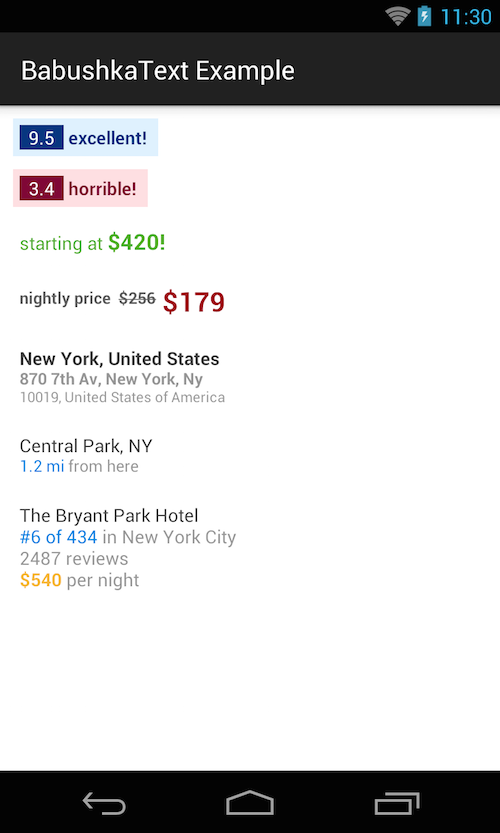 11:30
BabushkaText Example
9.5 excellent!
3.4 horrible!
starting at $420!
nightly price $256 $179
New York, United States
870 7th Av, New York, Ny
10019, United States of America
Central Park, NY
1.2 mi from here
The Bryant Park Hotel
#6 of 434 in New York City
2487 reviews
$540 per night